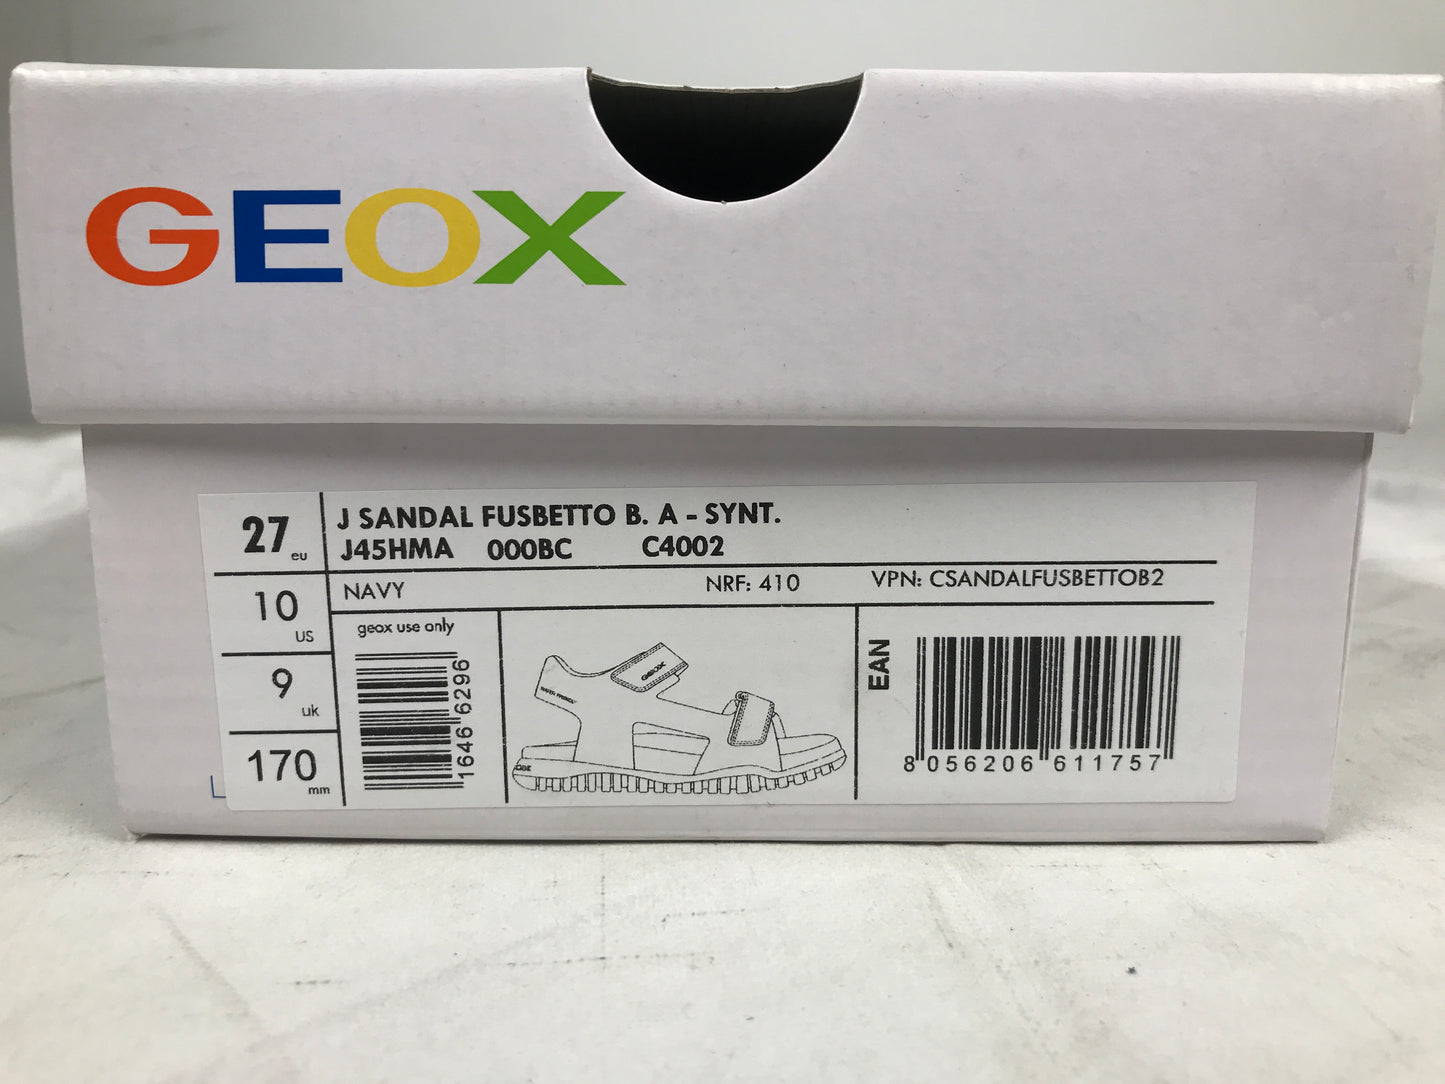 GEOX
27 eu
J SANDAL FUSBETTO B. A - SYNT.
J45HMA 000BC C4002
10 US
NAVY NRF: 410 VPN: CSANDALFUSBETTOB2
9 uk
170 mm
geox use only
1646 6296
GEOX
EAN
8 056206 611757